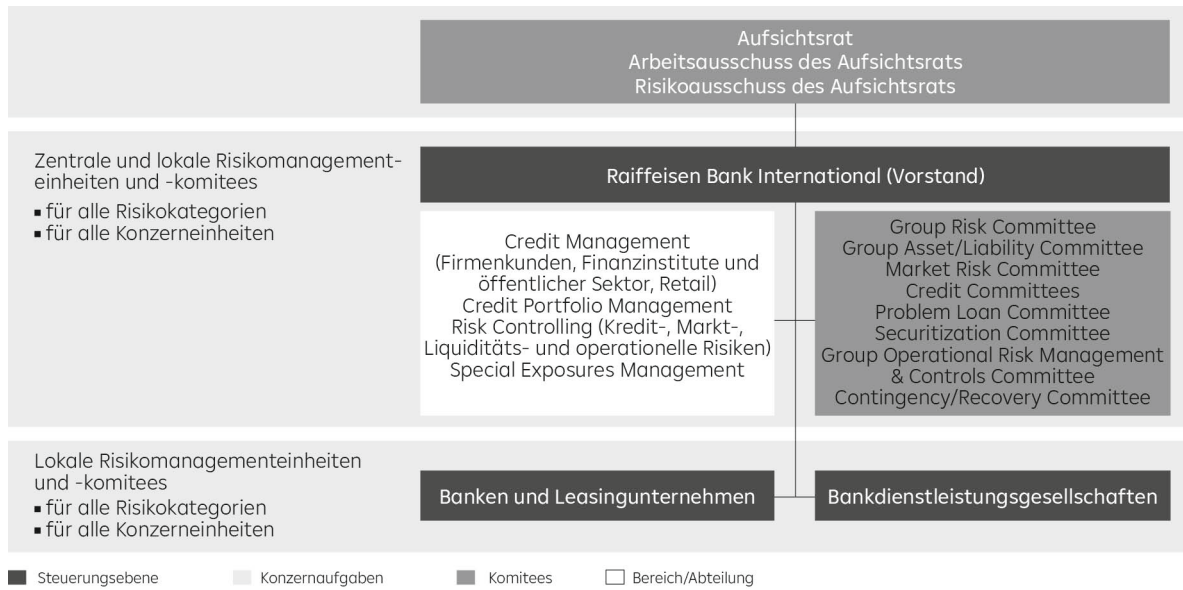 Aufsichtsrat
Arbeitsausschuss des Aufsichtsrats
Risikoausschuss des Aufsichtsrats
Zentrale und lokale Risikomanagement-
einheiten und -komitees
▪ für alle Risikokategorien
▪ für alle Konzerneinheiten
Raiffeisen Bank International (Vorstand)
Credit Management
(Firmenkunden, Finanzinstitute und
öffentlicher Sektor, Retail)
Credit Portfolio Management
Risk Controlling (Kredit-, Markt-,
Liquiditäts- und operationelle Risiken)
Special Exposures Management
Group Risk Committee
Group Asset/Liability Committee
Market Risk Committee
Credit Committees
Problem Loan Committee
Securitization Committee
Group Operational Risk Management
& Controls Committee
Contingency/Recovery Committee
Lokale Risikomanagementeinheiten
und -komitees
▪ für alle Risikokategorien
▪ für alle Konzerneinheiten
Banken und Leasingunternehmen
Bankdienstleistungsgesellschaften
Steuerungsebene
Konzernaufgaben
Komitees
Bereich/Abteilung